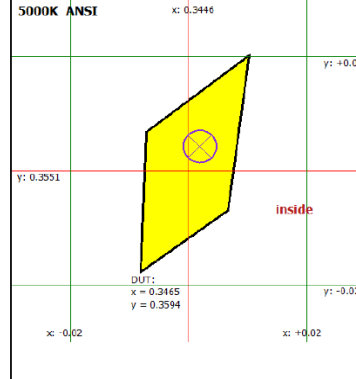 5000K ANSI
x: 0.3446
y: +0.0
y: 0.3551
inside
DUT:
x = 0.3465
y = 0.3594
y: -0.0
x: -0.02
x: +0.02